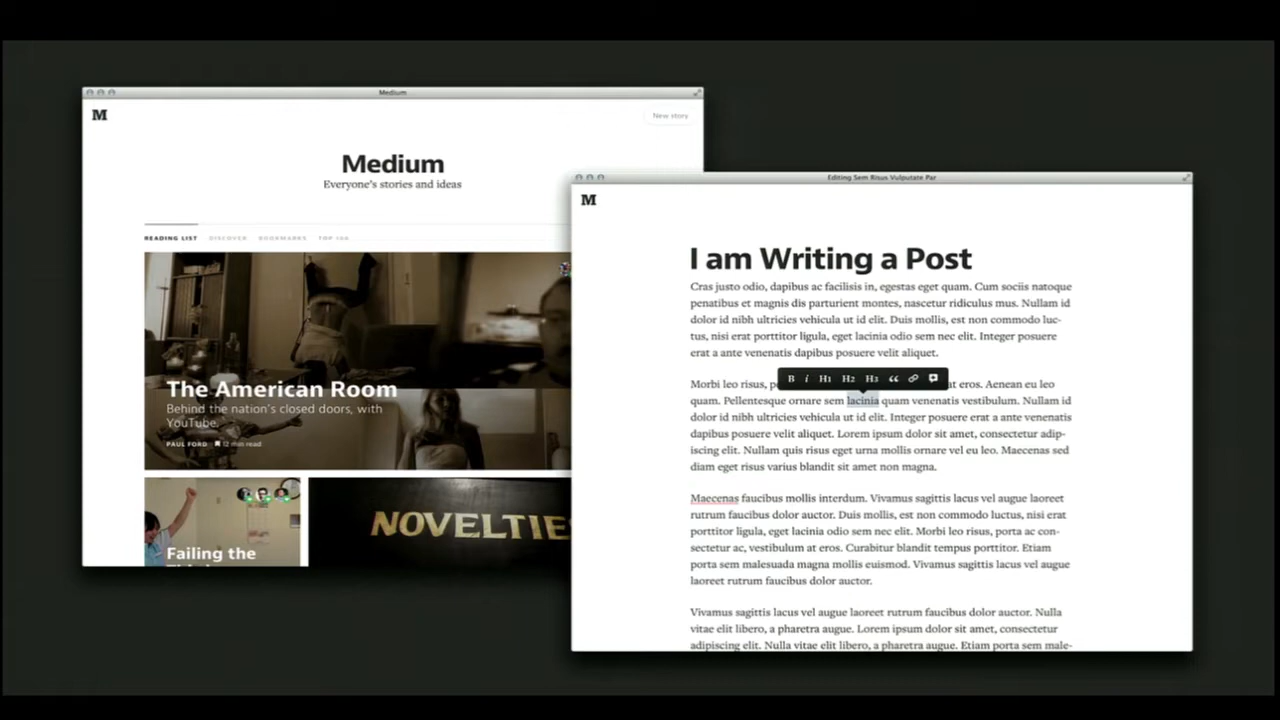 Medium
M
New story
Medium
Everyone's stories and ideas
READING LIST DISCOVER BOOKMARKS TOP 100
The American Room
Behind the nation's closed doors, with
YouTube.
PAUL FORD 12 min read
Failing the
NOVELTIES
Editing Sem Risus Vulputate Par
M
I am Writing a Post
Cras justo odio, dapibus ac facilisis in, egestas eget quam. Cum sociis natoque
penatibus et magnis dis parturient montes, nascetur ridiculus mus. Nullam id
dolor id nibh ultricies vehicula ut id elit. Duis mollis, est non commodo luc-
tus, nisi erat porttitor ligula, eget lacinia odio sem nec elit. Integer posuere
erat a ante venenatis dapibus posuere velit aliquet.
B i H1 H2 H3 “
Morbi leo risus, p at eros. Aenean eu leo
quam. Pellentesque ornare sem lacinia quam venenatis vestibulum. Nullam id
dolor id nibh ultricies vehicula ut id elit. Integer posuere erat a ante venenatis
dapibus posuere velit aliquet. Lorem ipsum dolor sit amet, consectetur adip-
iscing elit. Nullam quis risus eget urna mollis ornare vel eu leo. Maecenas sed
diam eget risus varius blandit sit amet non magna.
Maecenas faucibus mollis interdum. Vivamus sagittis lacus vel augue laoreet
rutrum faucibus dolor auctor. Duis mollis, est non commodo luctus, nisi erat
porttitor ligula, eget lacinia odio sem nec elit. Morbi leo risus, porta ac con-
sectetur ac, vestibulum at eros. Curabitur blandit tempus porttitor. Etiam
porta sem malesuada magna mollis euismod. Vivamus sagittis lacus vel augue
laoreet rutrum faucibus dolor auctor.
Vivamus sagittis lacus vel augue laoreet rutrum faucibus dolor auctor. Nulla
vitae elit libero, a pharetra augue. Lorem ipsum dolor sit amet, consectetur
adipiscing elit. Nulla vitae elit libero, a pharetra augue. Etiam porta sem male-